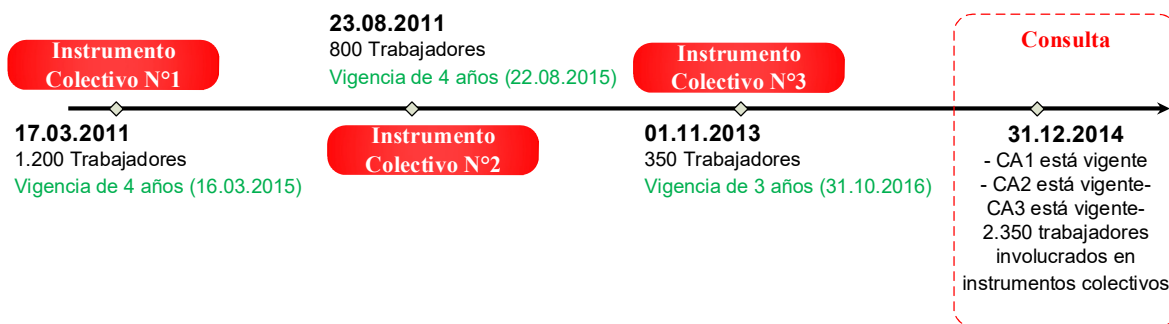 Instrumento
Colectivo N°1
17.03.2011
1.200 Trabajadores
Vigencia de 4 años (16.03.2015)
23.08.2011
800 Trabajadores
Vigencia de 4 años (22.08.2015)
Instrumento
Colectivo N°2
Instrumento
Colectivo N°3
01.11.2013
350 Trabajadores
Vigencia de 3 años (31.10.2016)
Consulta
31.12.2014
- CA1 está vigente
- CA2 está vigente-
CA3 está vigente-
2.350 trabajadores
involucrados en
instrumentos colectivos